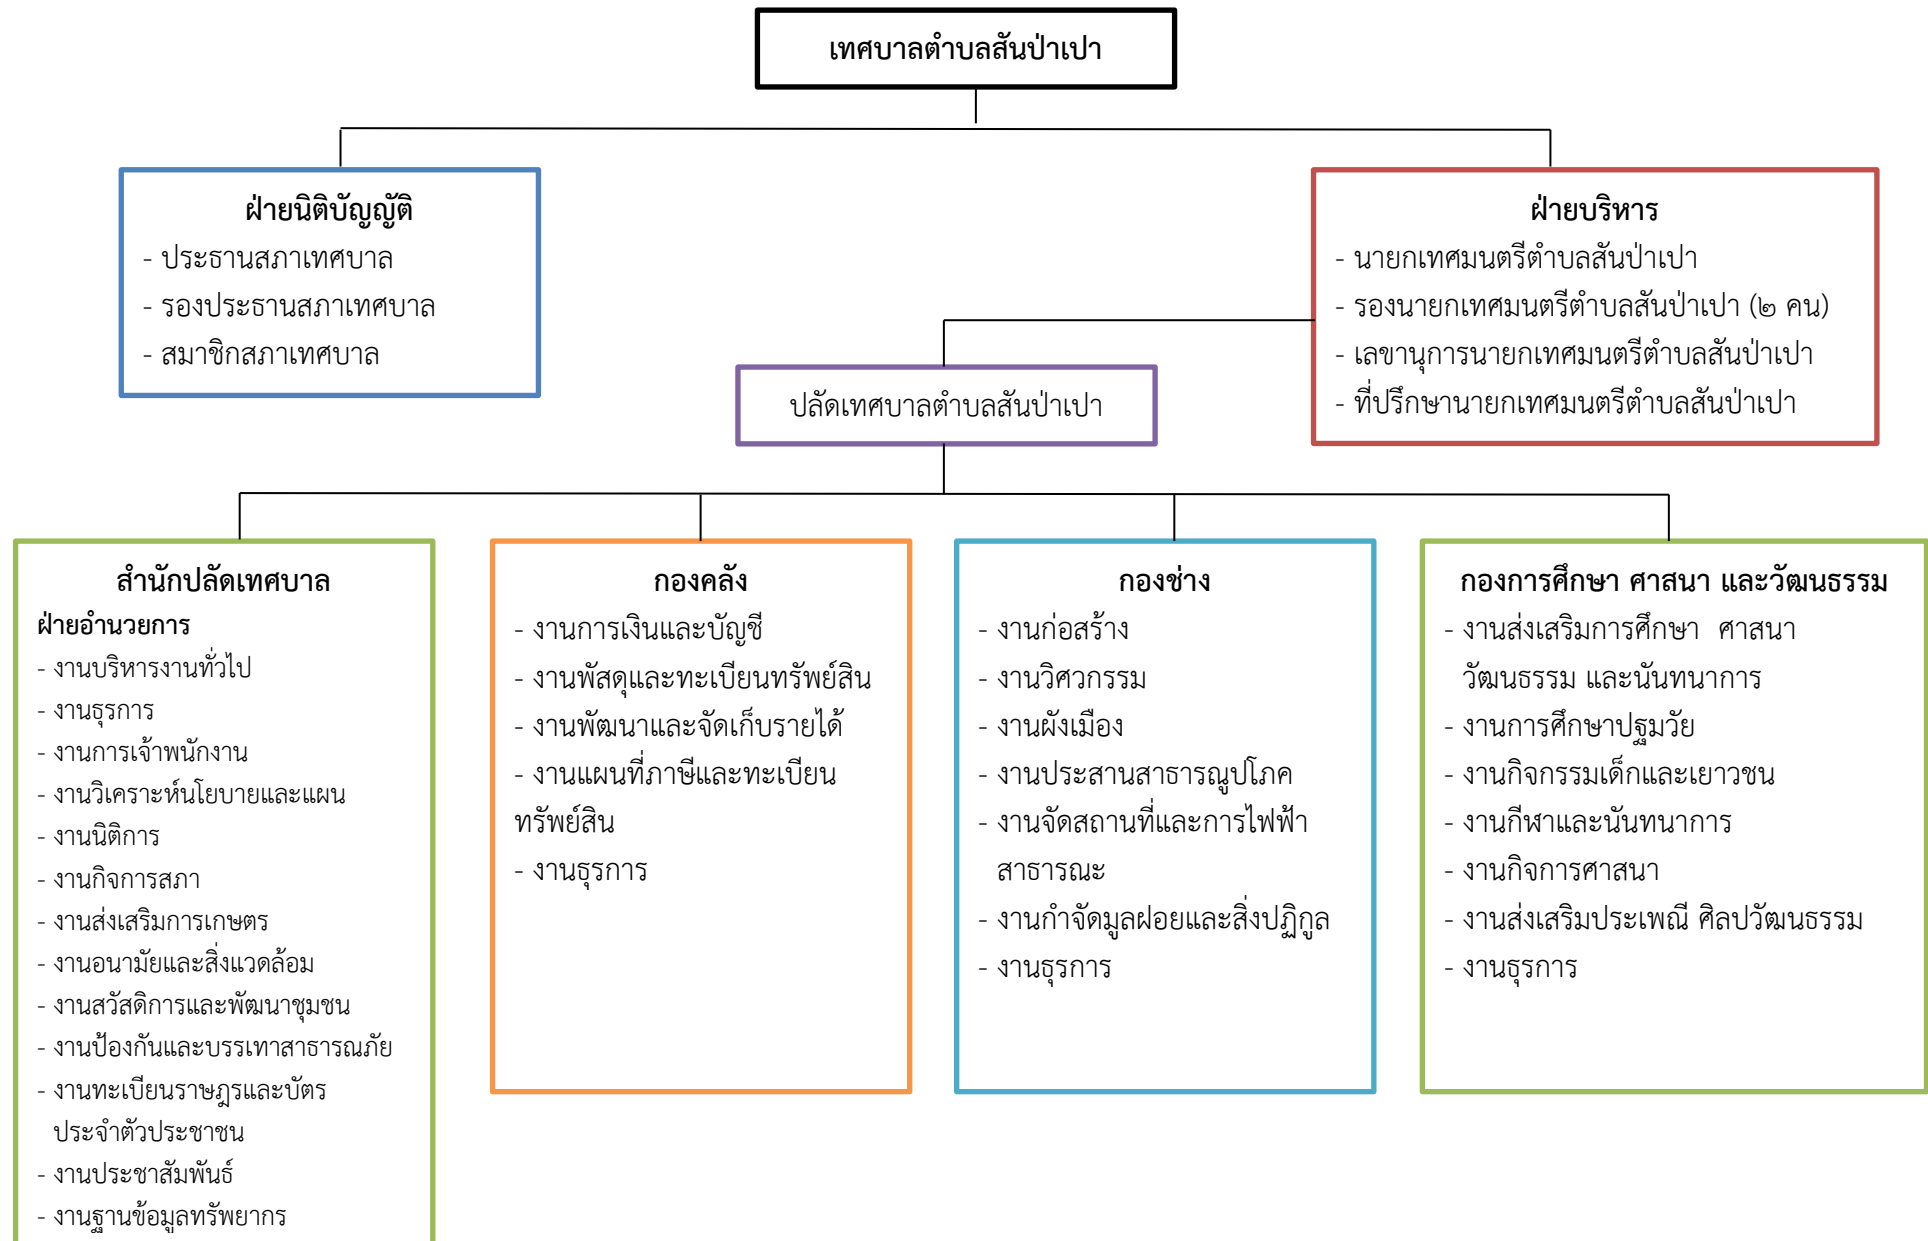 เทศบาลตำบลสันป่าเปา
ฝ่ายนิติบัญญัติ
- ประธานสภาเทศบาล
- รองประธานสภาเทศบาล
- สมาชิกสภาเทศบาล
ฝ่ายบริหาร
- นายกเทศมนตรีตำบลสันป่าเปา
- รองนายกเทศมนตรีตำบลสันป่าเปา (๒ คน)
- เลขานุการนายกเทศมนตรีตำบลสันป่าเปา
- ที่ปรึกษานายกเทศมนตรีตำบลสันป่าเปา
ปลัดเทศบาลตำบลสันป่าเปา
สำนักปลัดเทศบาล
ฝ่ายอำนวยการ
- งานบริหารงานทั่วไป
- งานธุรการ
- งานการเจ้าพนักงาน
- งานวิเคราะห์นโยบายและแผน
- งานนิติการ
- งานกิจการสภา
- งานส่งเสริมการเกษตร
- งานอนามัยและสิ่งแวดล้อม
- งานสวัสดิการและพัฒนาชุมชน
- งานป้องกันและบรรเทาสาธารณภัย
- งานทะเบียนราษฎรและบัตร
ประจำตัวประชาชน
- งานประชาสัมพันธ์
- งานฐานข้อมูลทรัพยากร
กองคลัง
- งานการเงินและบัญชี
- งานพัสดุและทะเบียนทรัพย์สิน
- งานพัฒนาและจัดเก็บรายได้
- งานแผนที่ภาษีและทะเบียน
ทรัพย์สิน
- งานธุรการ
กองช่าง
- งานก่อสร้าง
- งานวิศวกรรม
- งานผังเมือง
- งานประสานสาธารณูปโภค
- งานจัดสถานที่และการไฟฟ้า
สาธารณะ
- งานกำจัดมูลฝอยและสิ่งปฏิกูล
- งานธุรการ
กองการศึกษา ศาสนา และวัฒนธรรม
- งานส่งเสริมการศึกษา ศาสนา
วัฒนธรรม และนันทนาการ
- งานการศึกษาปฐมวัย
- งานกิจกรรมเด็กและเยาวชน
- งานกีฬาและนันทนาการ
- งานกิจการศาสนา
- งานส่งเสริมประเพณี ศิลปวัฒนธรรม
- งานธุรการ